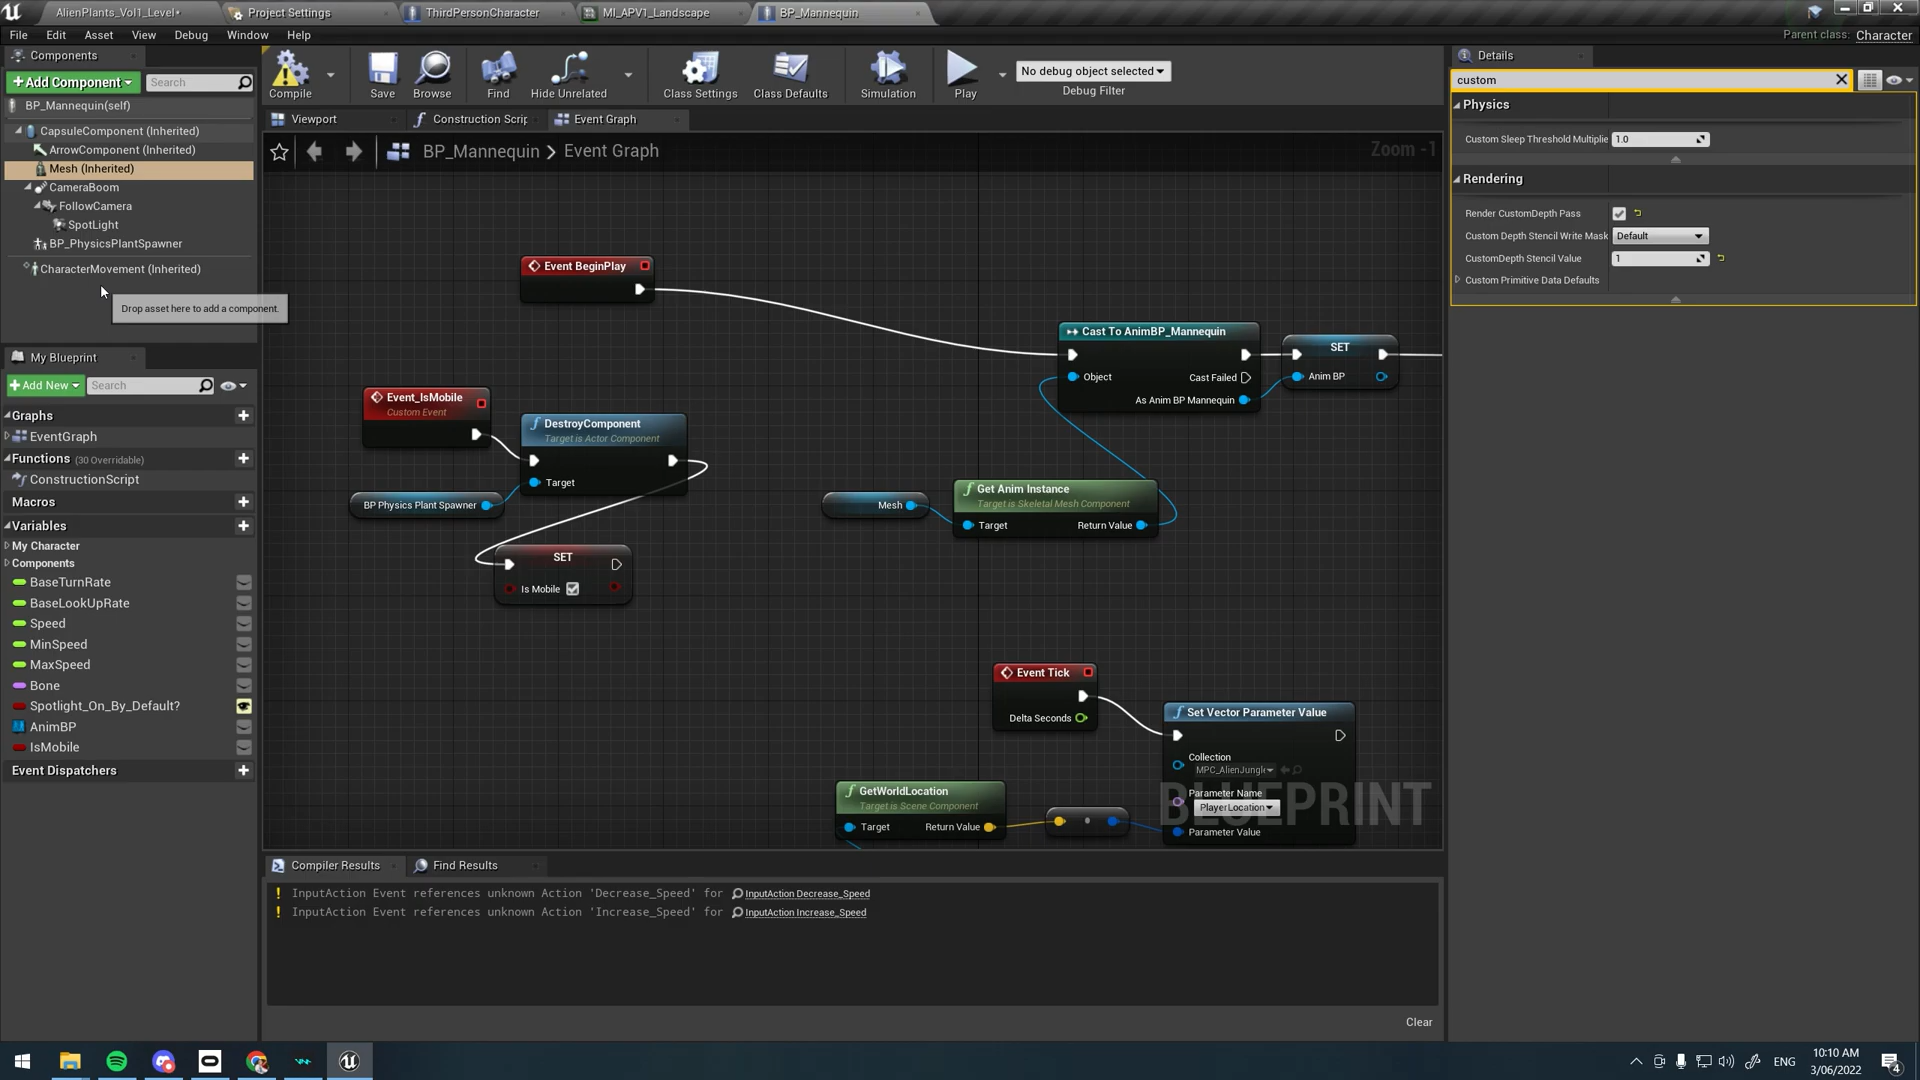 AlienPlants_Vol1_Level•
Project Settings
ThirdPersonCharacter
MI_APV1_Landscape
BP_Mannequin
File Edit Asset View Debug Window Help
Parent class: Character
Components
+Add Component
Search
BP_Mannequin(self)
CapsuleComponent (Inherited)
ArrowComponent (Inherited)
Mesh (Inherited)
CameraBoom
FollowCamera
SpotLight
BP_PhysicsPlantSpawner
CharacterMovement (Inherited)
Drop asset here to add a component.
My Blueprint
+Add New
Search
Graphs
EventGraph
Functions (30 Overridable)
ConstructionScript
Macros
Variables
My Character
Components
BaseTurnRate
BaseLookUpRate
Speed
MinSpeed
MaxSpeed
Bone
Spotlight_On_By_Default?
AnimBP
IsMobile
Event Dispatchers
Compile
Save
Browse
Find
Hide Unrelated
Class Settings
Class Defaults
Simulation
Play
No debug object selected
Debug Filter
Viewport
Construction Scrip
Event Graph
BP_Mannequin > Event Graph
Zoom -1
Event BeginPlay
Cast To AnimBP_Mannequin
Object
Cast Failed
As Anim BP Mannequin
SET
Anim BP
Event_IsMobile
Custom Event
DestroyComponent
Target is Actor Component
Target
BP Physics Plant Spawner
SET
Is Mobile
Mesh
Get Anim Instance
Target is Skeletal Mesh Component
Target Return Value
Event Tick
Delta Seconds
Set Vector Parameter Value
Collection
MPC_AlienJungle
Parameter Name
PlayerLocation
Parameter Value
GetWorldLocation
Target is Scene Component
Target Return Value
BLUEPRINT
Compiler Results
Find Results
! InputAction Event references unknown Action 'Decrease_Speed' for InputAction Decrease_Speed
! InputAction Event references unknown Action 'Increase_Speed' for InputAction Increase_Speed
Clear
Details
custom
Physics
Custom Sleep Threshold Multiplie 1.0
Rendering
Render CustomDepth Pass
Custom Depth Stencil Write Mask Default
CustomDepth Stencil Value 1
Custom Primitive Data Defaults
ENG
10:10 AM
3/06/2022
4